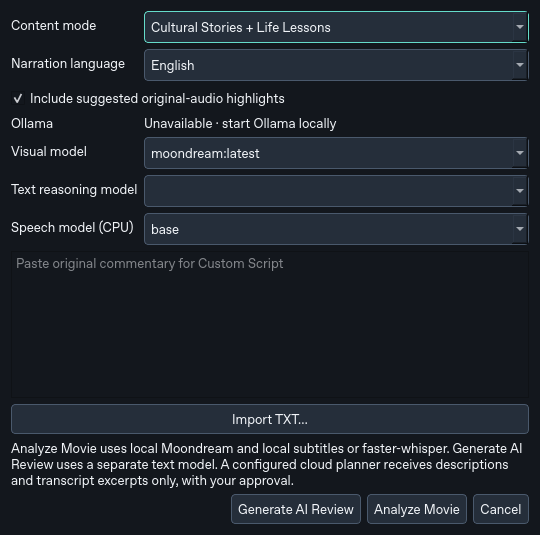 Content mode
Cultural Stories + Life Lessons
Narration language
English
✓ Include suggested original-audio highlights
Ollama
Unavailable · start Ollama locally
Visual model
moondream:latest
Text reasoning model
Speech model (CPU)
base
Paste original commentary for Custom Script
Import TXT...
Analyze Movie uses local Moondream and local subtitles or faster-whisper. Generate AI
Review uses a separate text model. A configured cloud planner receives descriptions
and transcript excerpts only, with your approval.
Generate AI Review
Analyze Movie
Cancel